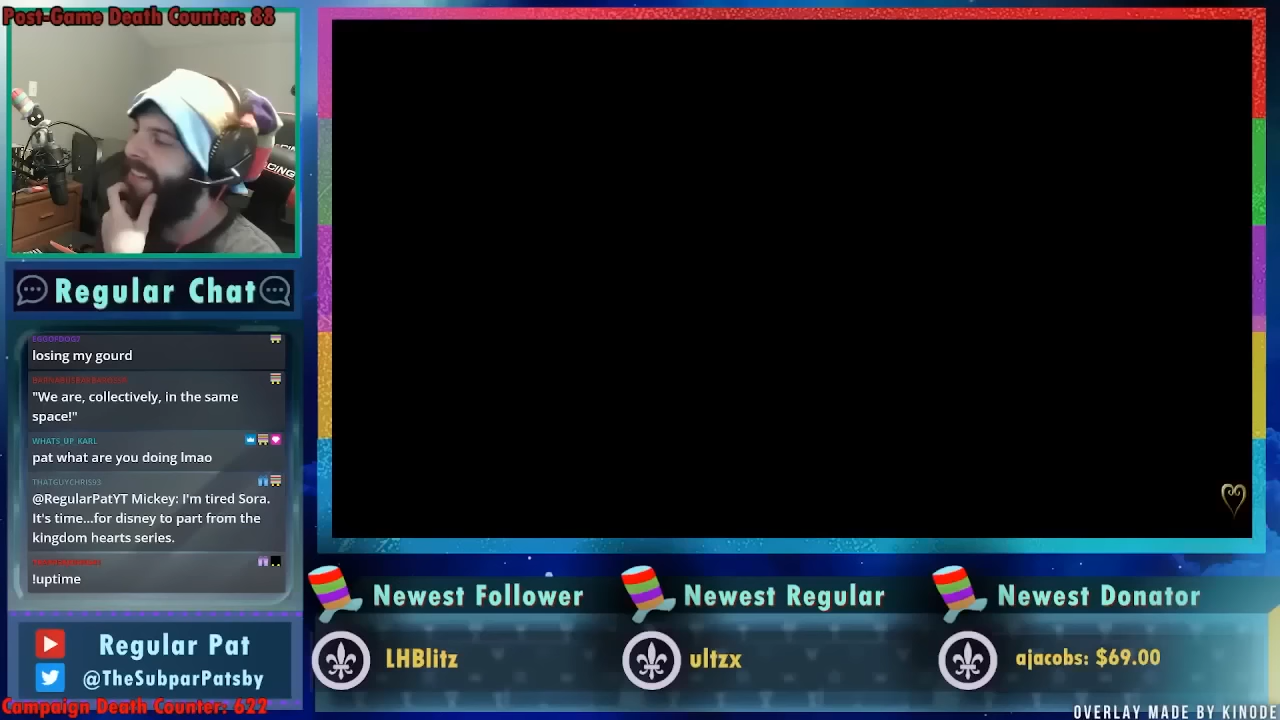 Post-Game Death Counter: 88
CING
Regular Chat
losing my gourd
"We are, collectively, in the same
space!"
WHATS_UP_KARL
pat what are you doing lmao
THATGUYCHRIS93
@RegularPatYT Mickey: I'm tired Sora.
It's time...for disney to part from the
kingdom hearts series.
!uptime
Regular Pat
@TheSubparPatsby
Campaign Death Counter: 622
Newest Follower
LHBlitz
Newest Regular
ultzx
Newest Donator
ajacobs: $69.00
OVERLAY MADE BY KINODE